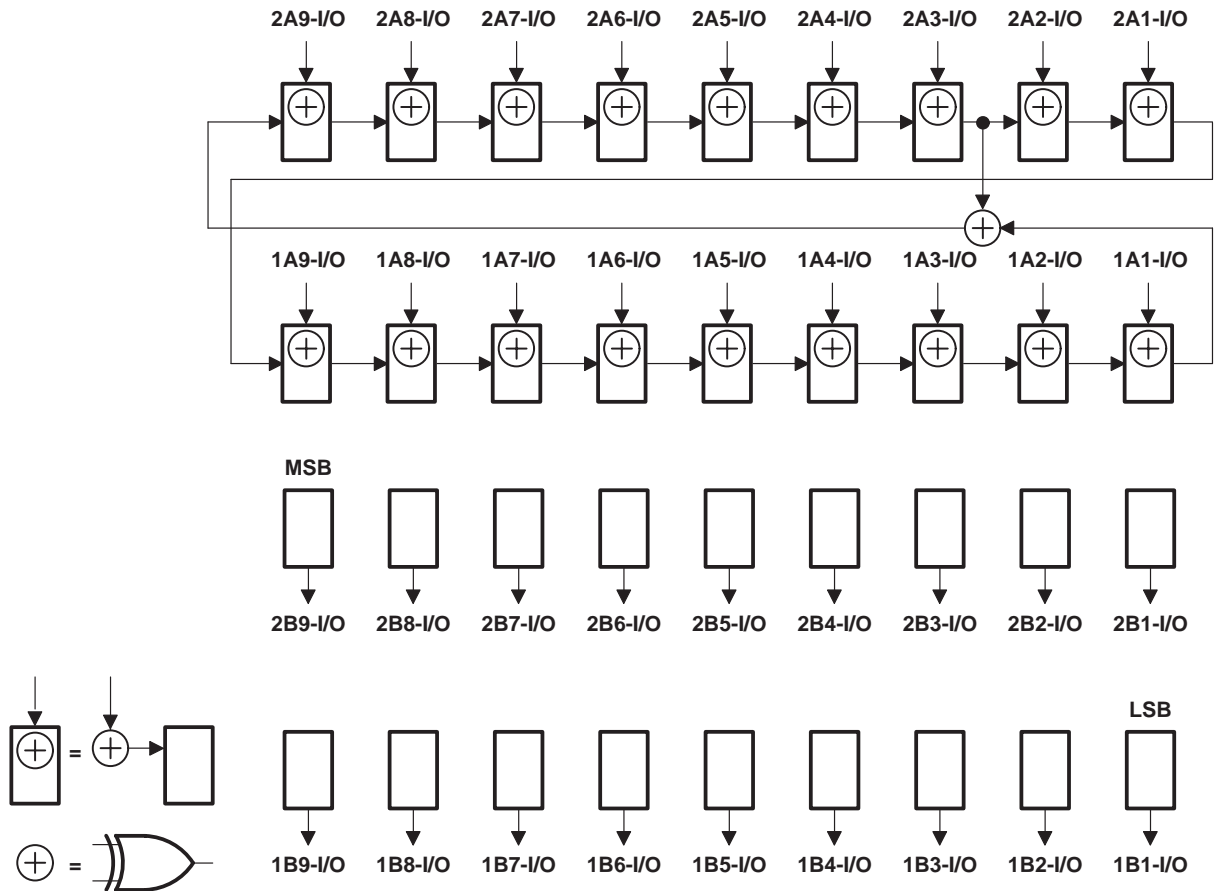 2A9-I/O 2A8-I/O 2A7-I/O 2A6-I/O 2A5-I/O 2A4-I/O 2A3-I/O 2A2-I/O 2A1-I/O
1A9-I/O 1A8-I/O 1A7-I/O 1A6-I/O 1A5-I/O 1A4-I/O 1A3-I/O 1A2-I/O 1A1-I/O
MSB
2B9-I/O 2B8-I/O 2B7-I/O 2B6-I/O 2B5-I/O 2B4-I/O 2B3-I/O 2B2-I/O 2B1-I/O
LSB
=
=
1B9-I/O 1B8-I/O 1B7-I/O 1B6-I/O 1B5-I/O 1B4-I/O 1B3-I/O 1B2-I/O 1B1-I/O